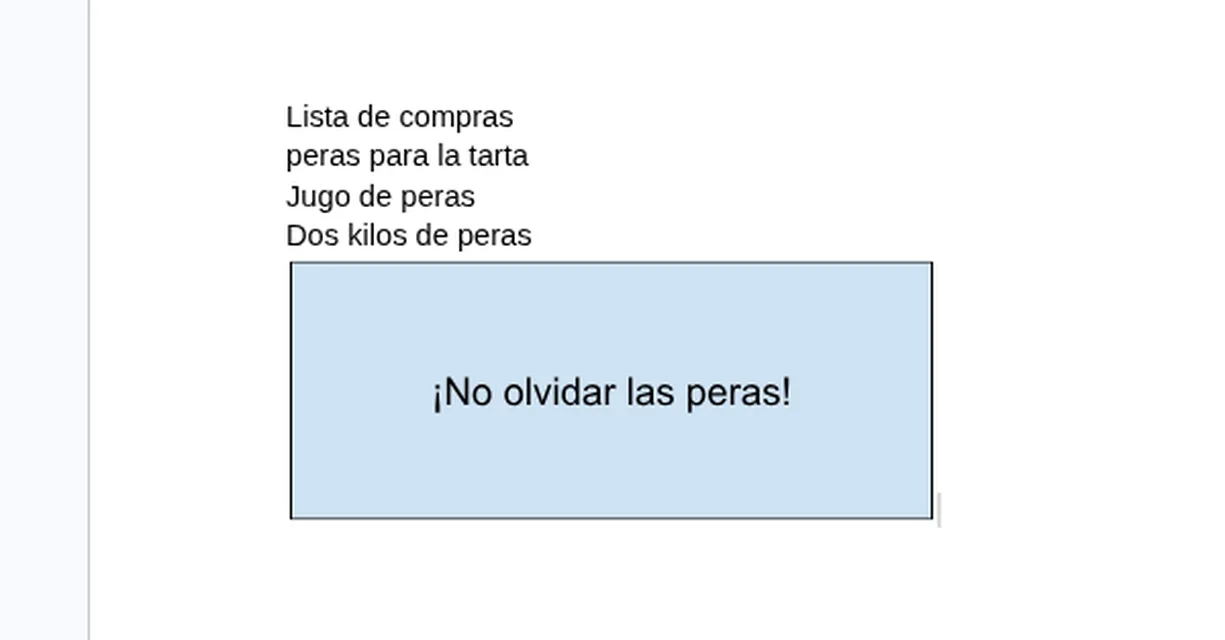 Lista de compras
peras para la tarta
Jugo de peras
Dos kilos de peras
¡No olvidar las peras!